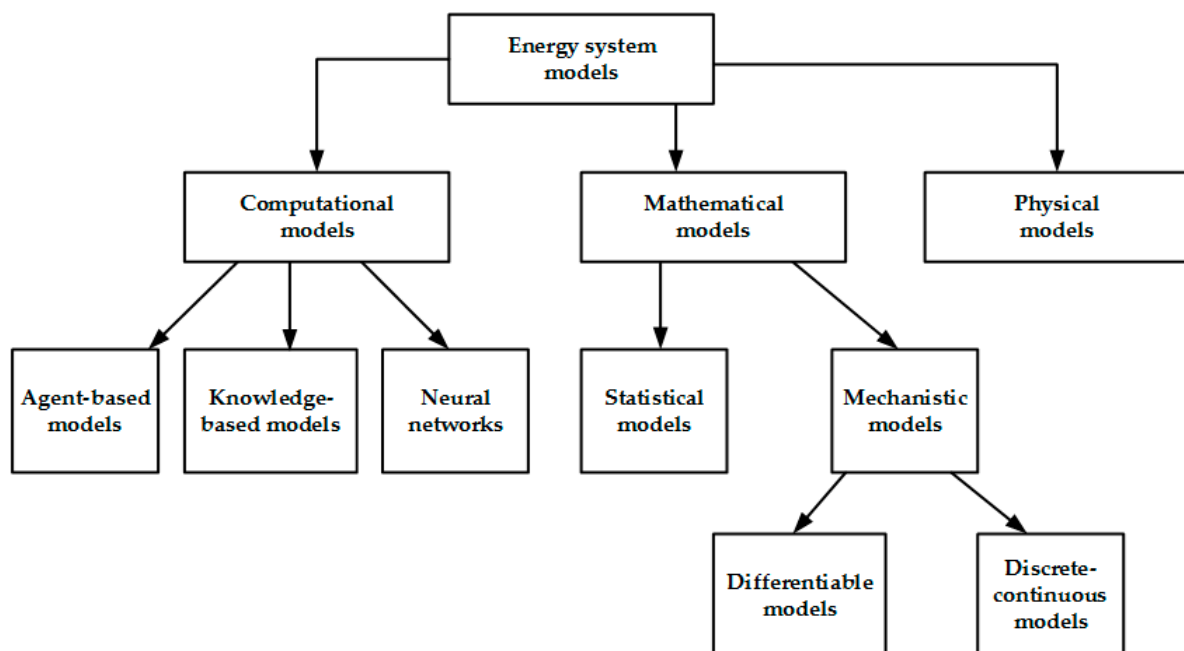 Energy system
models
Computational
models
Mathematical
models
Physical
models
Agent-based
models
Knowledge-
based models
Neural
networks
Statistical
models
Mechanistic
models
Differentiable
models
Discrete-
continuous
models